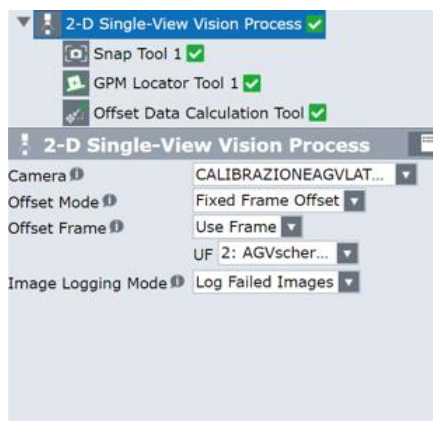 2-D Single-View Vision Process
Snap Tool 1
GPM Locator Tool 1
Offset Data Calculation Tool
2-D Single-View Vision Process
Camera CALIBRAZIONEAGVLAT...
Offset Mode Fixed Frame Offset
Offset Frame Use Frame
UF 2: AGVscher...
Image Logging Mode Log Failed Images